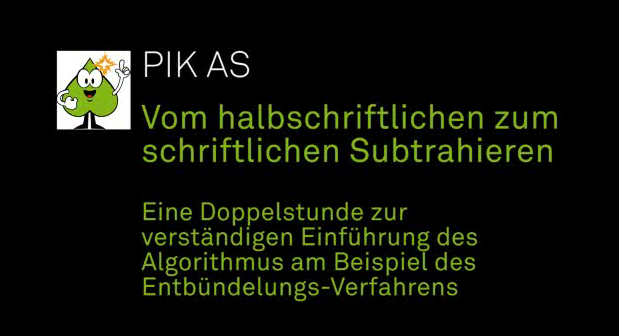 PIK AS
Vom halbschriftlichen zum
schriftlichen Subtrahieren
Eine Doppelstunde zur
verständigen Einführung des
Algorithmus am Beispiel des
Entbündelungs-Verfahrens